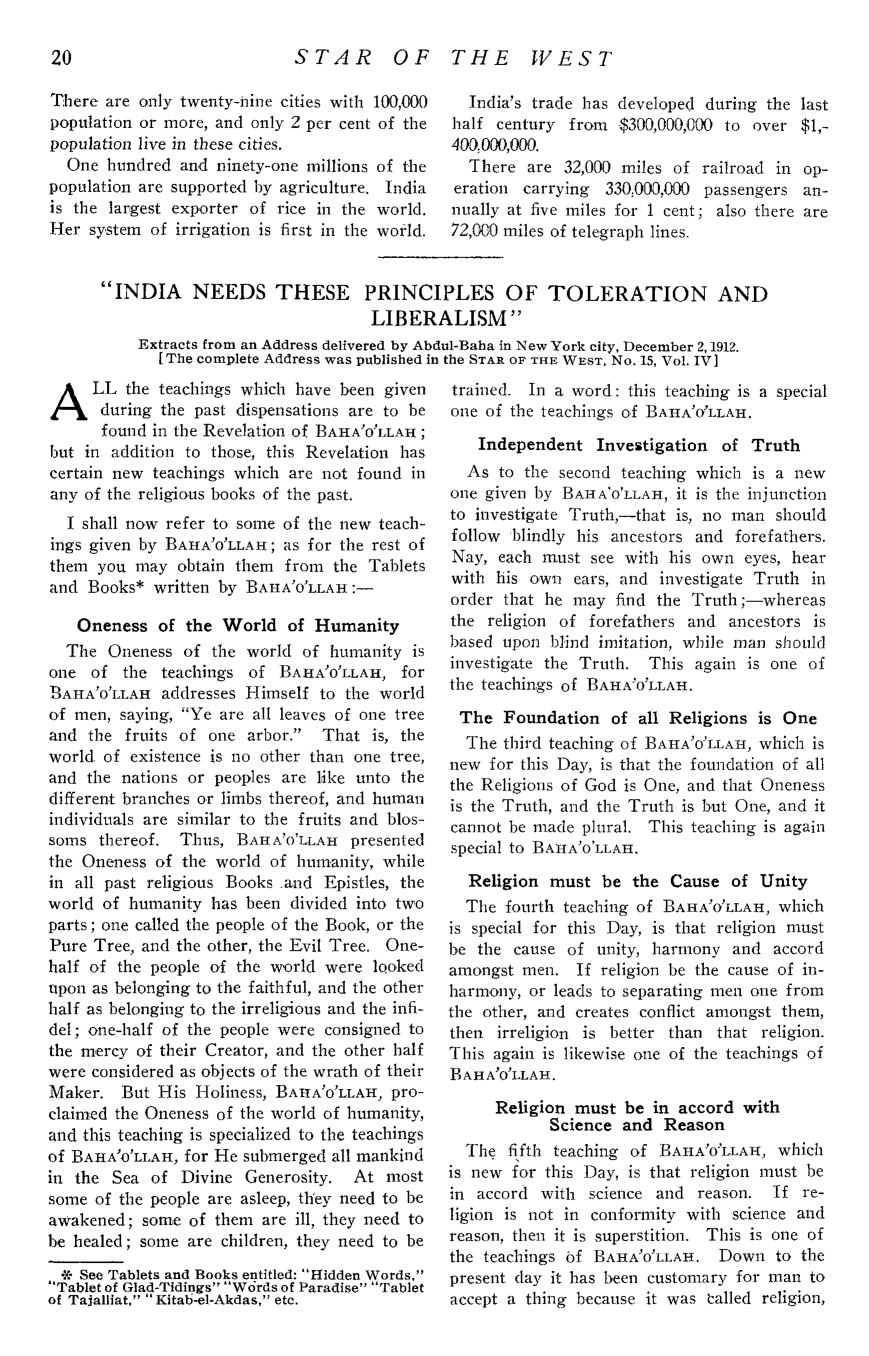 20
STAR OF THE WEST
There are only twenty-nine cities with 100,000
population or more, and only 2 per cent of the
population live in these cities.
One hundred and ninety-one millions of the
population are supported by agriculture. India
is the largest exporter of rice in the world.
Her system of irrigation is first in the world.
India's trade has developed during the last
half century from $300,000,000 to over $1,-
400,000,000.
There are 32,000 miles of railroad in op-
eration carrying 330,000,000 passengers an-
nually at five miles for 1 cent; also there are
72,000 miles of telegraph lines.
"INDIA NEEDS THESE PRINCIPLES OF TOLERATION AND
LIBERALISM"
Extracts from an Address delivered by Abdul-Baha in New York city, December 2, 1912.
[The complete Address was published in the STAR OF THE WEST, No. 15, Vol. IV]
ALL the teachings which have been given
during the past dispensations are to be
found in the Revelation of BAHA'O'LLAH;
but in addition to those, this Revelation has
certain new teachings which are not found in
any of the religious books of the past.
I shall now refer to some of the new teach-
ings given by BAHA'O'LLAH; as for the rest of
them you may obtain them from the Tablets
and Books* written by BAHA'O'LLAH:—
Oneness of the World of Humanity
The Oneness of the world of humanity is
one of the teachings of BAHA'O'LLAH, for
BAHA'O'LLAH addresses Himself to the world
of men, saying, "Ye are all leaves of one tree
and the fruits of one arbor." That is, the
world of existence is no other than one tree,
and the nations or peoples are like unto the
different branches or limbs thereof, and human
individuals are similar to the fruits and blos-
soms thereof. Thus, BAHA'O'LLAH presented
the Oneness of the world of humanity, while
in all past religious Books and Epistles, the
world of humanity has been divided into two
parts; one called the people of the Book, or the
Pure Tree, and the other, the Evil Tree. One-
half of the people of the world were looked
upon as belonging to the faithful, and the other
half as belonging to the irreligious and the infi-
del; one-half of the people were consigned to
the mercy of their Creator, and the other half
were considered as objects of the wrath of their
Maker. But His Holiness, BAHA'O'LLAH, pro-
claimed the Oneness of the world of humanity,
and this teaching is specialized to the teachings
of BAHA'O'LLAH, for He submerged all mankind
in the Sea of Divine Generosity. At most
some of the people are asleep, they need to be
awakened; some of them are ill, they need to
be healed; some are children, they need to be
* See Tablets and Books entitled: "Hidden Words,"
"Tablet of Glad-Tidings" "Words of Paradise" "Tablet
of Tajalliat," "Kitab-el-Akdas," etc.
trained. In a word: this teaching is a special
one of the teachings of BAHA'O'LLAH.
Independent Investigation of Truth
As to the second teaching which is a new
one given by BAHA'O'LLAH, it is the injunction
to investigate Truth,—that is, no man should
follow blindly his ancestors and forefathers.
Nay, each must see with his own eyes, hear
with his own ears, and investigate Truth in
order that he may find the Truth;—whereas
the religion of forefathers and ancestors is
based upon blind imitation, while man should
investigate the Truth. This again is one of
the teachings of BAHA'O'LLAH.
The Foundation of all Religions is One
The third teaching of BAHA'O'LLAH, which is
new for this Day, is that the foundation of all
the Religions of God is One, and that Oneness
is the Truth, and the Truth is but One, and it
cannot be made plural. This teaching is again
special to BAHA'O'LLAH.
Religion must be the Cause of Unity
The fourth teaching of BAHA'O'LLAH, which
is special for this Day, is that religion must
be the cause of unity, harmony and accord
amongst men. If religion be the cause of in-
harmony, or leads to separating men one from
the other, and creates conflict amongst them,
then irreligion is better than that religion.
This again is likewise one of the teachings of
BAHA'O'LLAH.
Religion must be in accord with
Science and Reason
The fifth teaching of BAHA'O'LLAH, which
is new for this Day, is that religion must be
in accord with science and reason. If re-
ligion is not in conformity with science and
reason, then it is superstition. This is one of
the teachings of BAHA'O'LLAH. Down to the
present day it has been customary for man to
accept a thing because it was called religion,